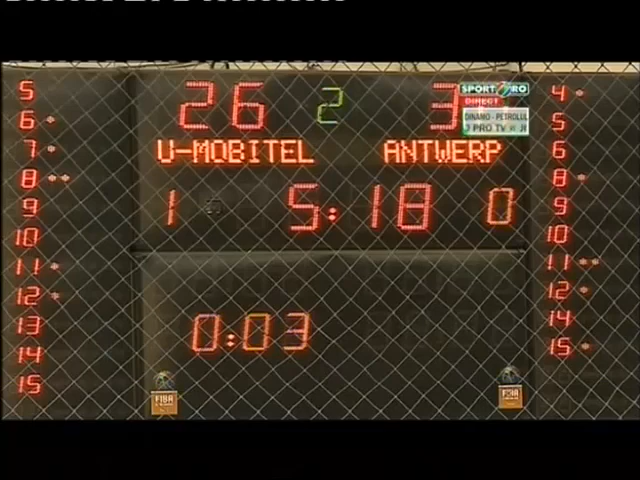 26 2 3
SPORT RO
DIRECT
DINAMO - PETROLUL
PRO TV
U-MOBITEL ANTWERP
1 5:18 0
0:03
5
6 *
7 *
8 **
9
10
11 *
12 *
13
14
15
4 *
5
6
8 *
9
10
11 **
12 *
14
15 *
FIBA
FIBA